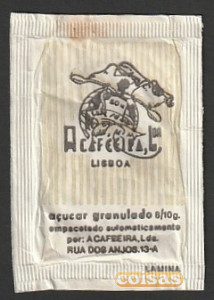 A CAFEEIRA, Lda
LISBOA
açucar granulado 8/10g.
empacotado automaticamente
por: A CAFEEIRA, Lda.
RUA DOS ANJOS, 13-A
LAMINA
coisas